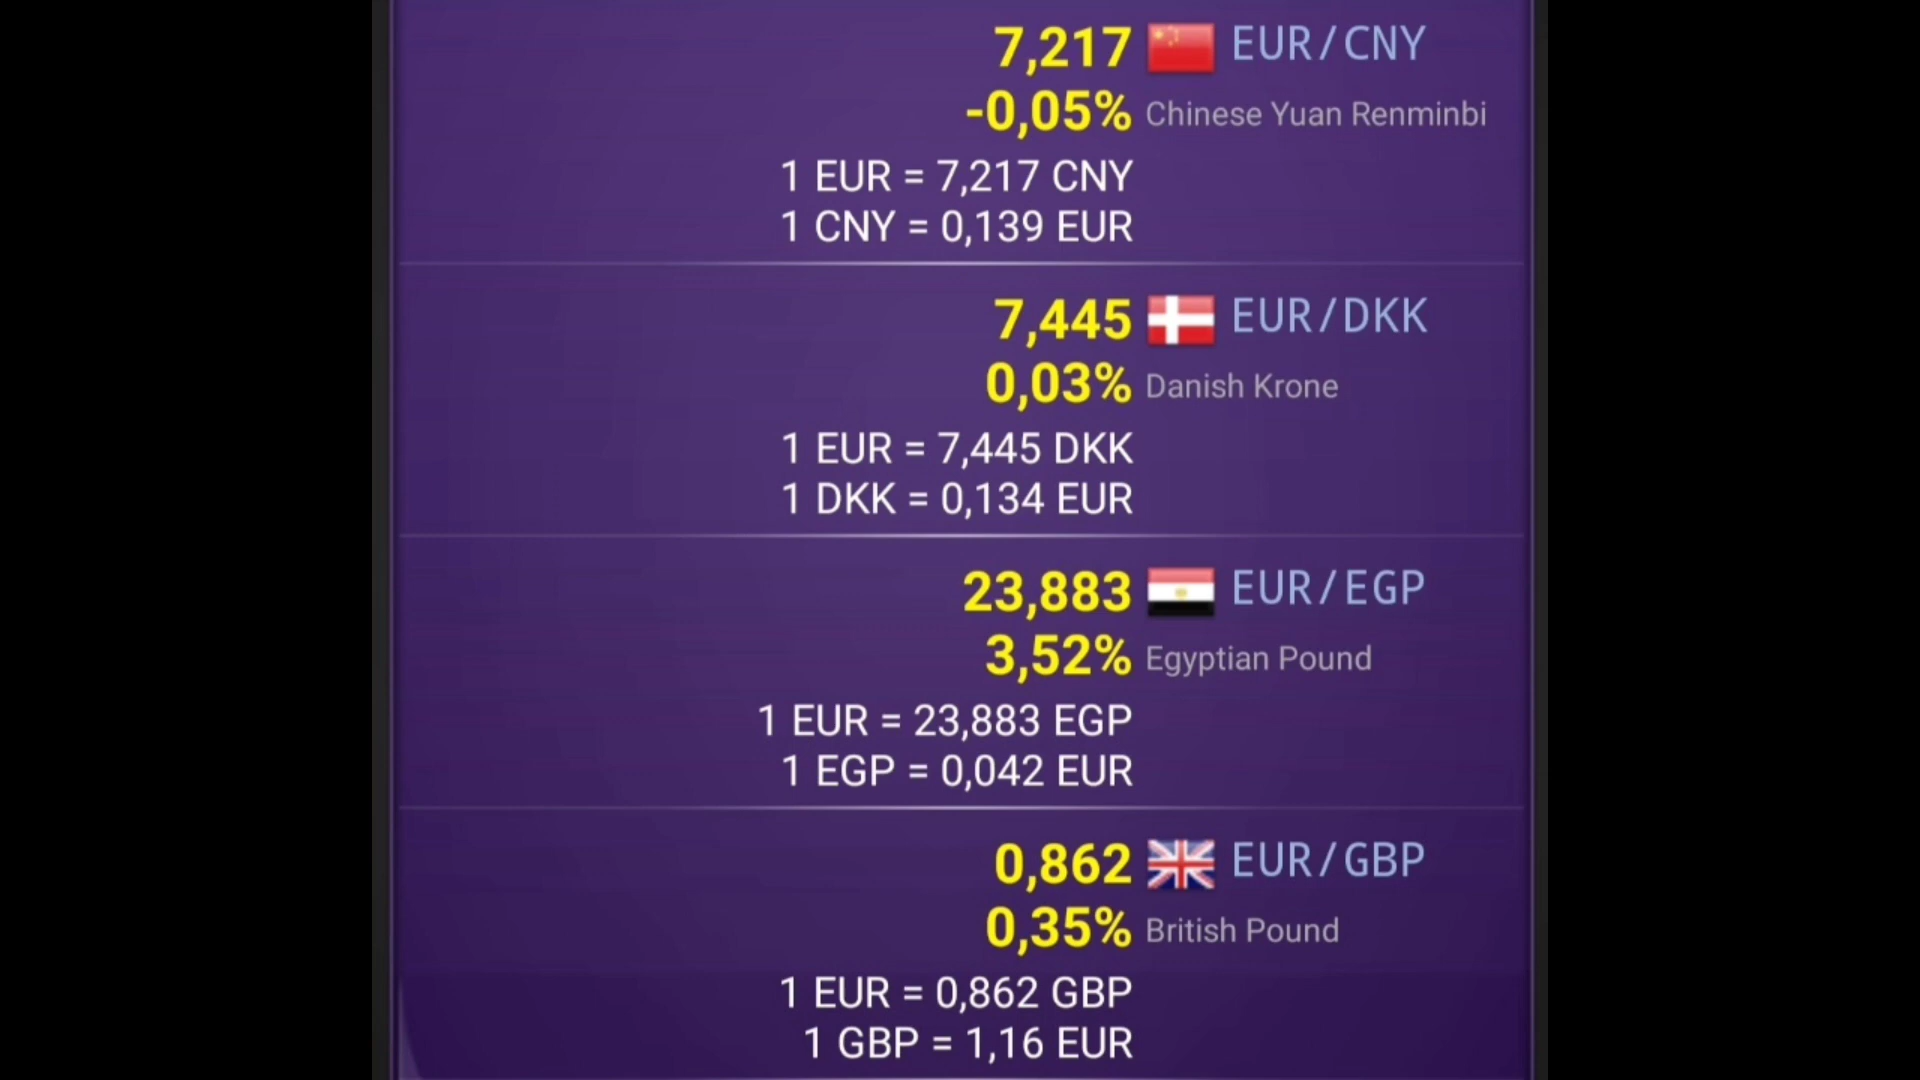 7,217 EUR/CNY
-0,05% Chinese Yuan Renminbi
1 EUR = 7,217 CNY
1 CNY = 0,139 EUR
7,445 EUR/DKK
0,03% Danish Krone
1 EUR = 7,445 DKK
1 DKK = 0,134 EUR
23,883 EUR/EGP
3,52% Egyptian Pound
1 EUR = 23,883 EGP
1 EGP = 0,042 EUR
0,862 EUR/GBP
0,35% British Pound
1 EUR = 0,862 GBP
1 GBP = 1,16 EUR